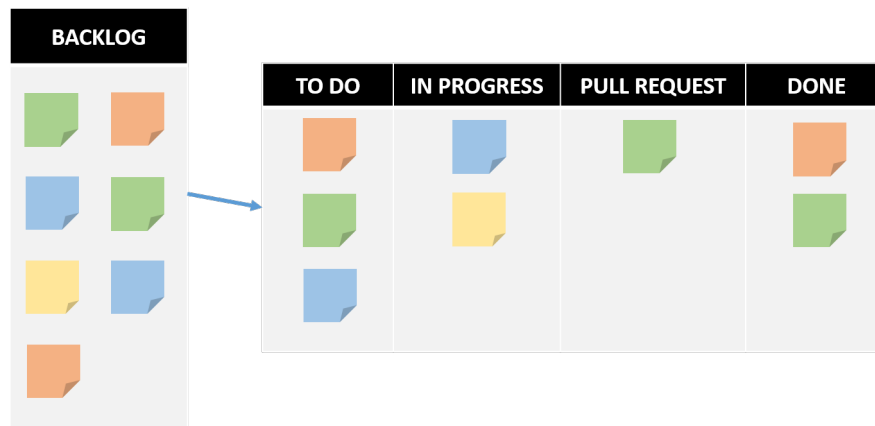 BACKLOG
TO DO
IN PROGRESS
PULL REQUEST
DONE